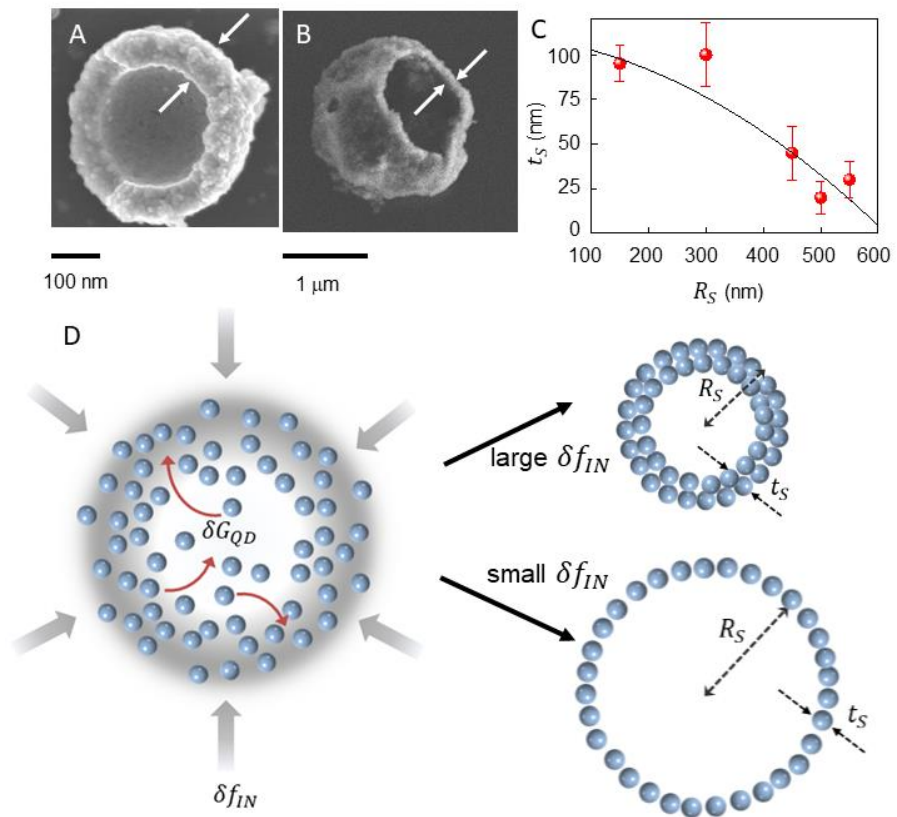 A
B
100 nm
1 μm
C
t_S (nm)
100
75
50
25
0
100 200 300 400 500 600
R_S (nm)
D
δG_QD
δf_IN
large δf_IN
R_S
t_S
small δf_IN
R_S
t_S